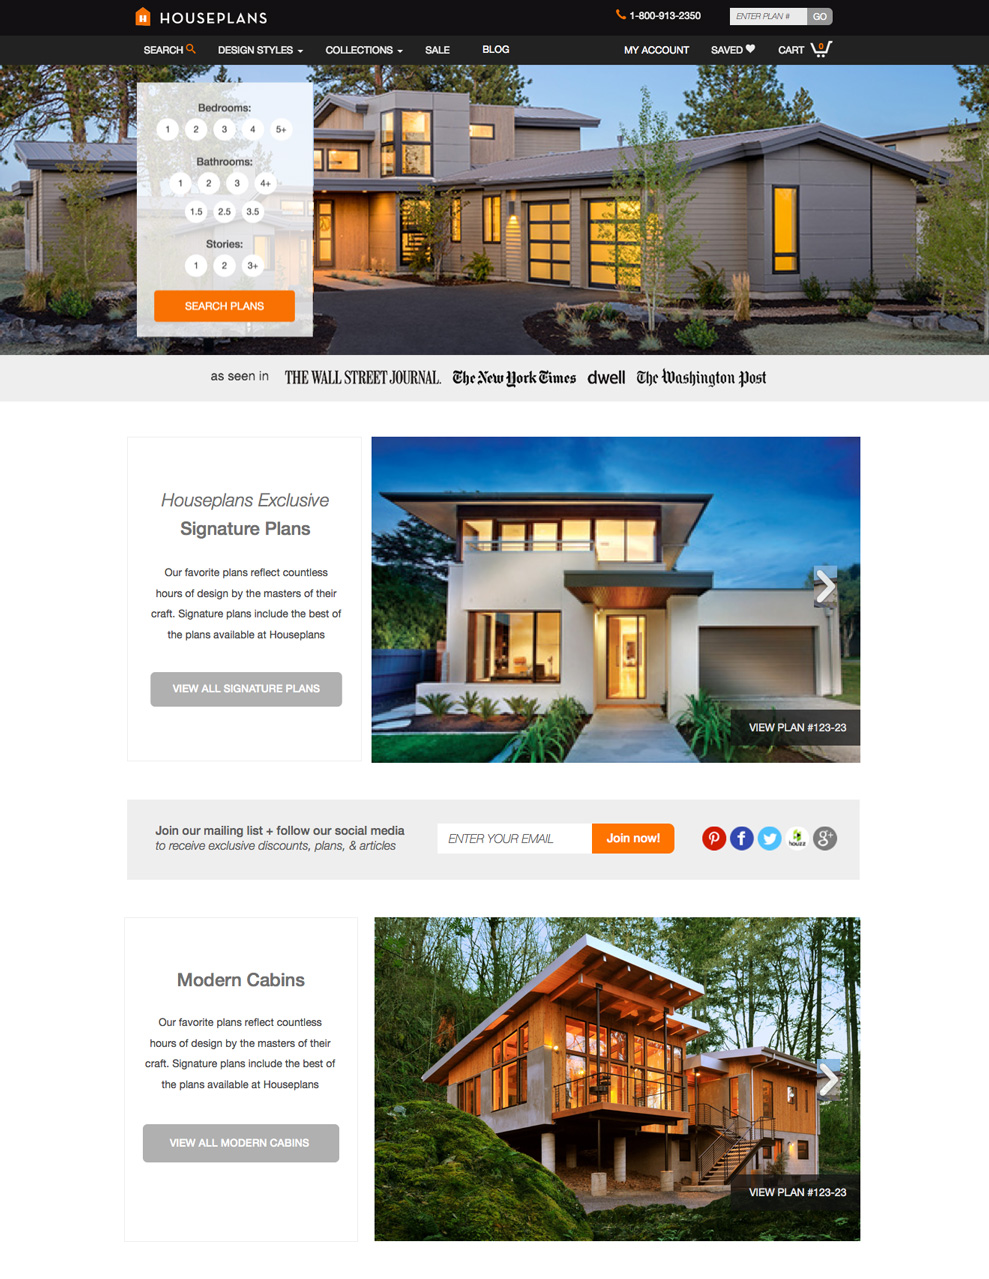 HOUSEPLANS
1-800-913-2350
ENTER PLAN #
GO
SEARCH
DESIGN STYLES
COLLECTIONS
SALE
BLOG
MY ACCOUNT
SAVED
CART
0
Bedrooms:
1 2 3 4 5+
Bathrooms:
1 2 3 4+
1.5 2.5 3.5
Stories:
1 2 3+
SEARCH PLANS
as seen in
THE WALL STREET JOURNAL.
The New York Times
dwell
The Washington Post
Houseplans Exclusive
Signature Plans
Our favorite plans reflect countless
hours of design by the masters of their
craft. Signature plans include the best of
the plans available at Houseplans
VIEW ALL SIGNATURE PLANS
VIEW PLAN #123-23
Join our mailing list + follow our social media
to receive exclusive discounts, plans, & articles
ENTER YOUR EMAIL
Join now!
f
houzz
g+
Modern Cabins
Our favorite plans reflect countless
hours of design by the masters of their
craft. Signature plans include the best of
the plans available at Houseplans
VIEW ALL MODERN CABINS
VIEW PLAN #123-23